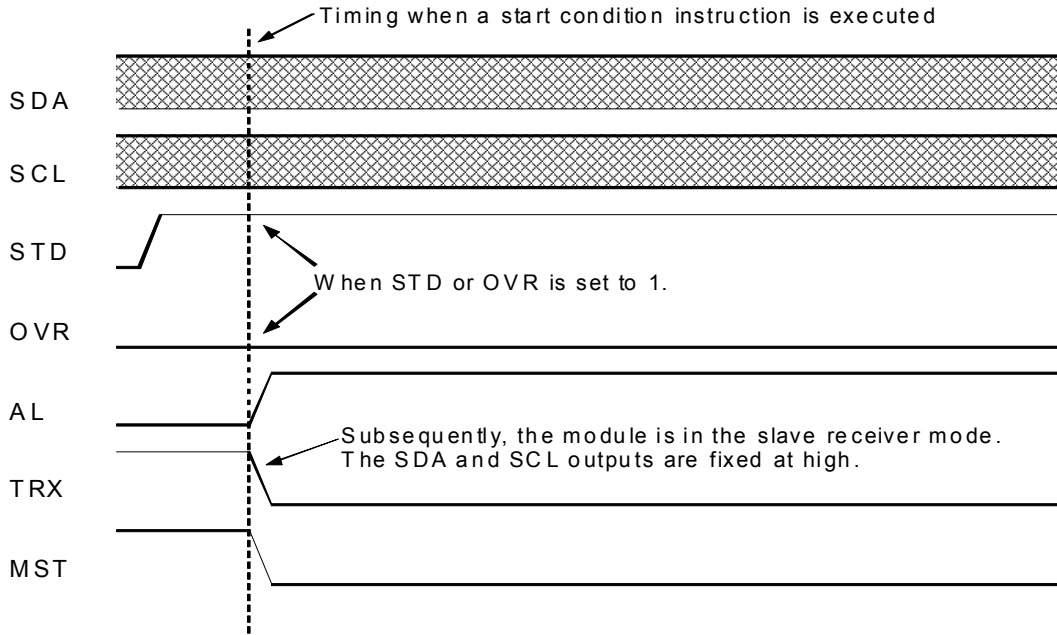 Timing when a start condition instruction is executed
SDA
SCL
STD
When STD or OVR is set to 1.
OVR
AL
Subsequently, the module is in the slave receiver mode.
The SDA and SCL outputs are fixed at high.
TRX
MST